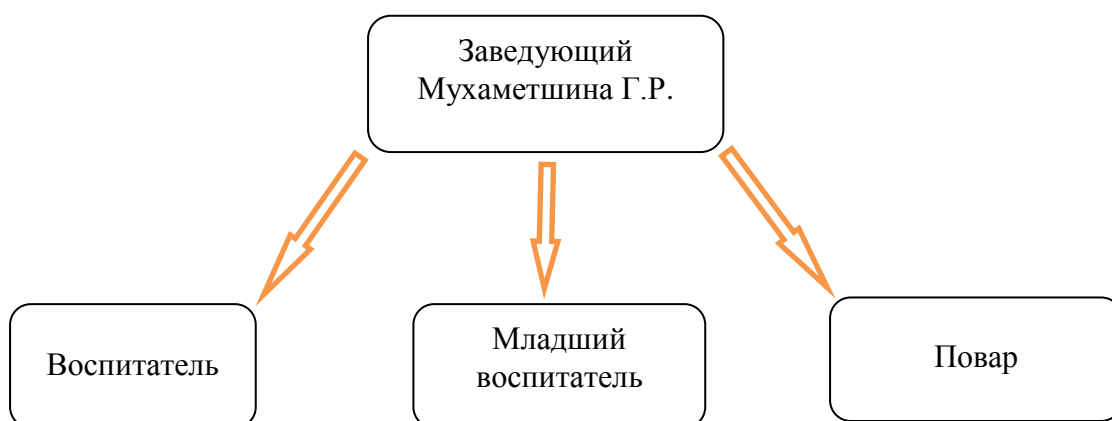 Заведующий
Мухаметшина Г.Р.
Воспитатель
Младший
воспитатель
Повар